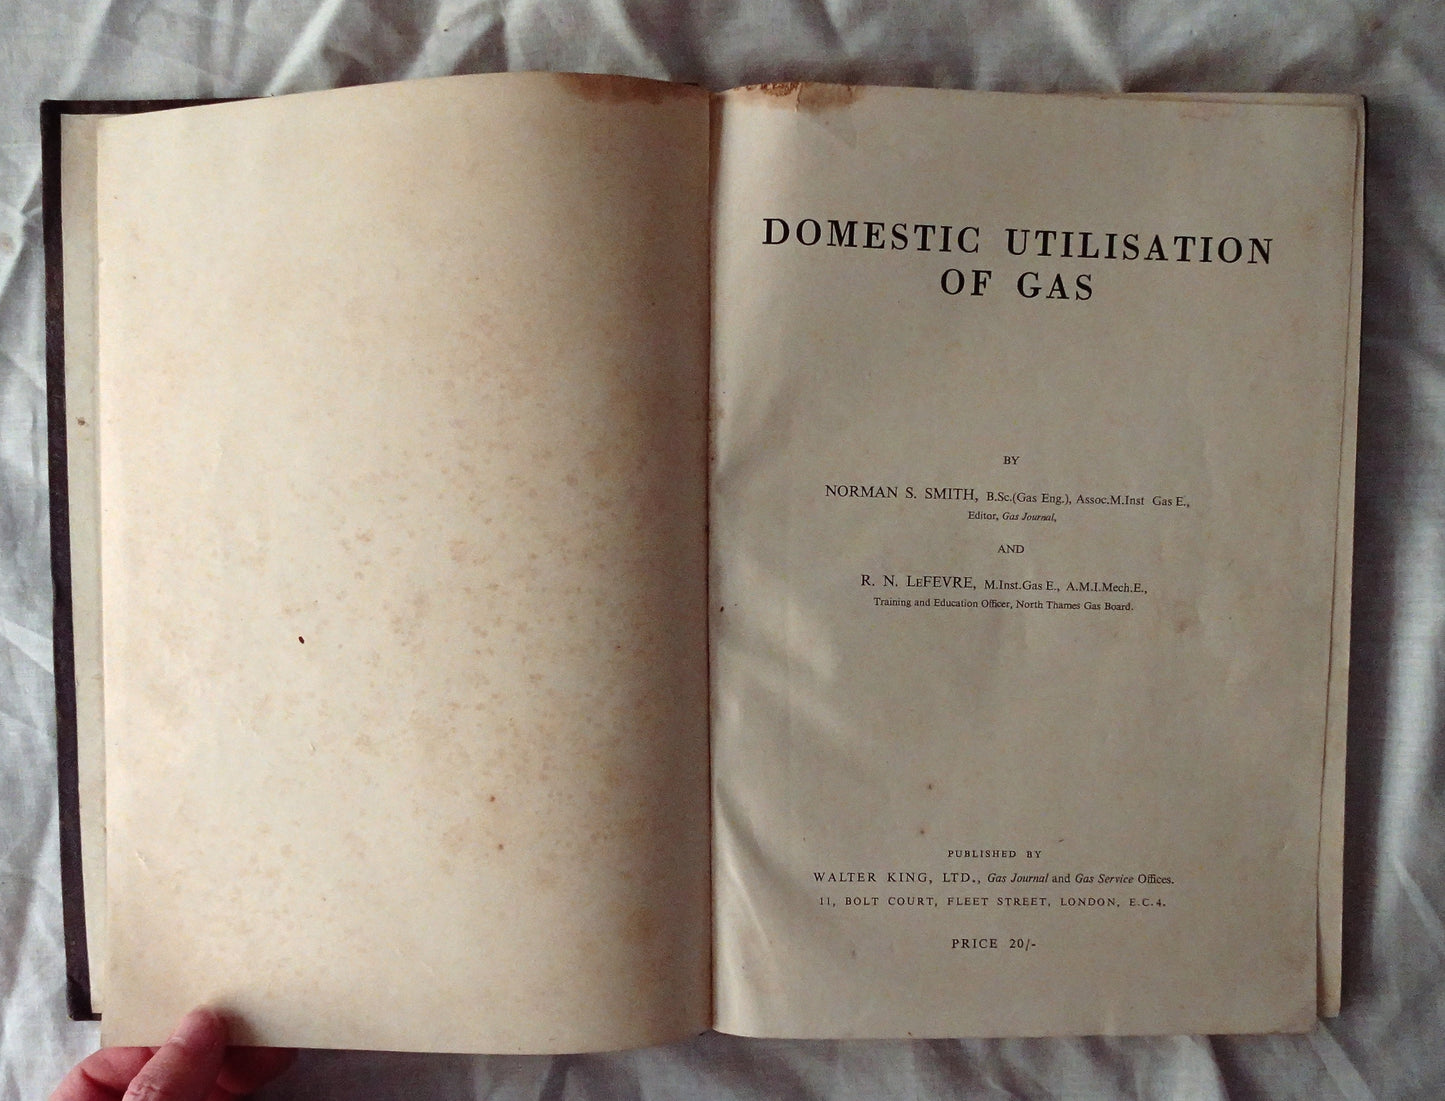 DOMESTIC UTILISATION
OF GAS
BY
NORMAN S. SMITH, B.Sc.(Gas Eng.), Assoc.M.Inst Gas E.,
Editor, Gas Journal,
AND
R. N. LEFEVRE, M.Inst.Gas E., A.M.I.Mech.E.,
Training and Education Officer, North Thames Gas Board.
PUBLISHED BY
WALTER KING, LTD., Gas Journal and Gas Service Offices.
11, BOLT COURT, FLEET STREET, LONDON, E.C.4.
PRICE 20/-